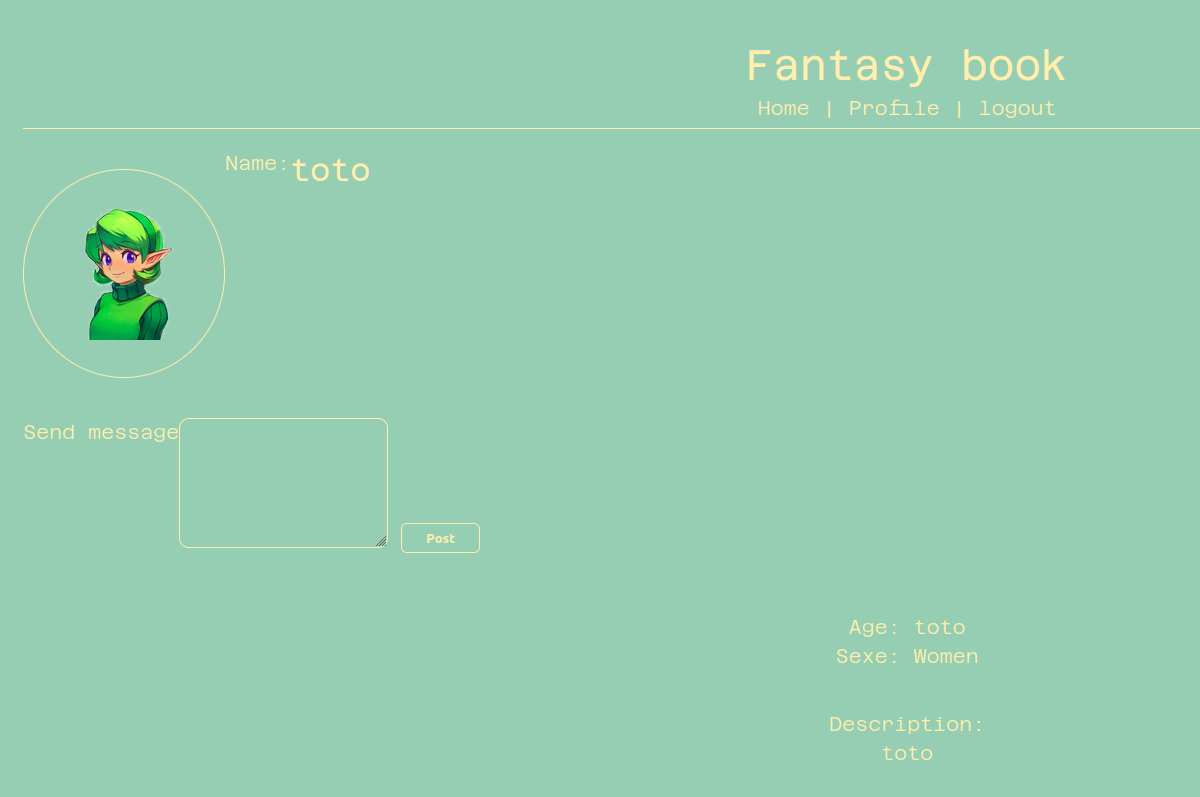 Fantasy book
Home | Profile | logout
Name: toto
Send message
Post
Age: toto
Sexe: Women
Description:
toto